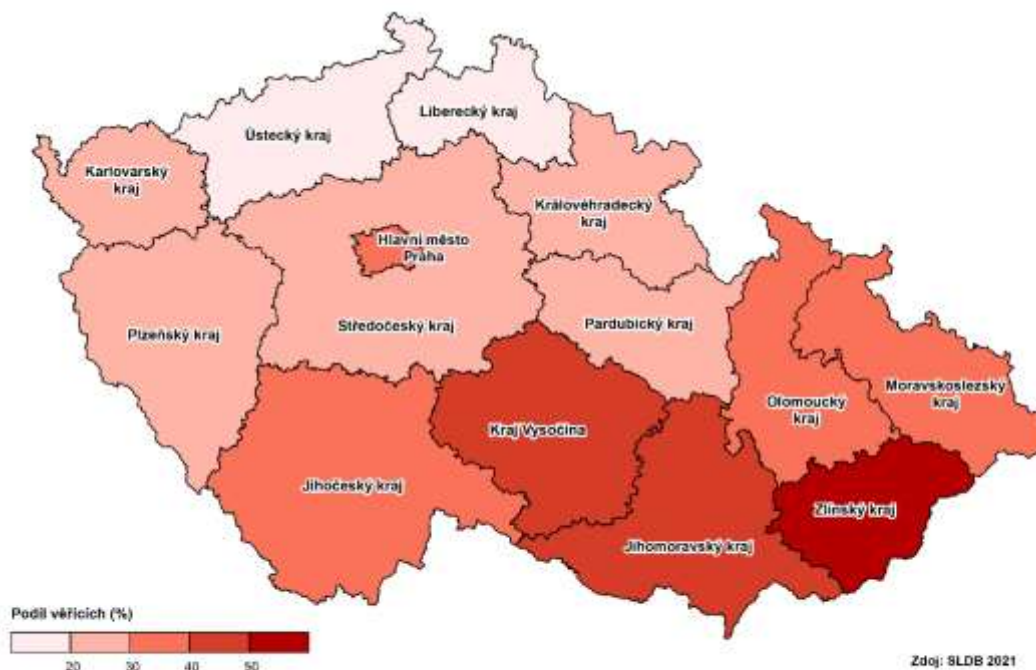 Liberecký kraj
Ústecký kraj
Karlovarský
kraj
Královéhradecký
kraj
Hlavní město
Praha
Plzeňský kraj
Středočeský kraj
Pardubický kraj
Moravskoslezský
kraj
Olomoucký
kraj
Kraj Vysočina
Jihočeský kraj
Zlínský kraj
Jihomoravský kraj
Podíl věřících (%)
20 30 40 50
Zdoj: SLDB 2021